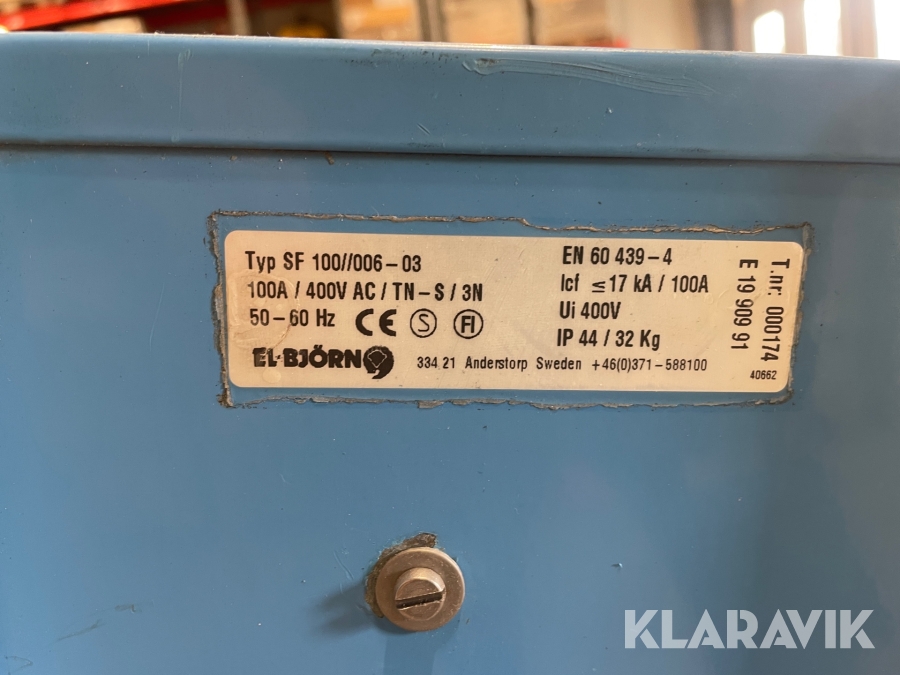 Typ SF 100//006-03
100A / 400V AC / TN-S / 3N
50-60 Hz CE S FI
EL-BJÖRN
EN 60 439-4
Icf ≤17 kA / 100A
Ui 400V
IP 44 / 32 Kg
334 21 Anderstorp Sweden +46(0)371-588100
T.nr: 000174
E 19 909 91
40662
KLARAVIK